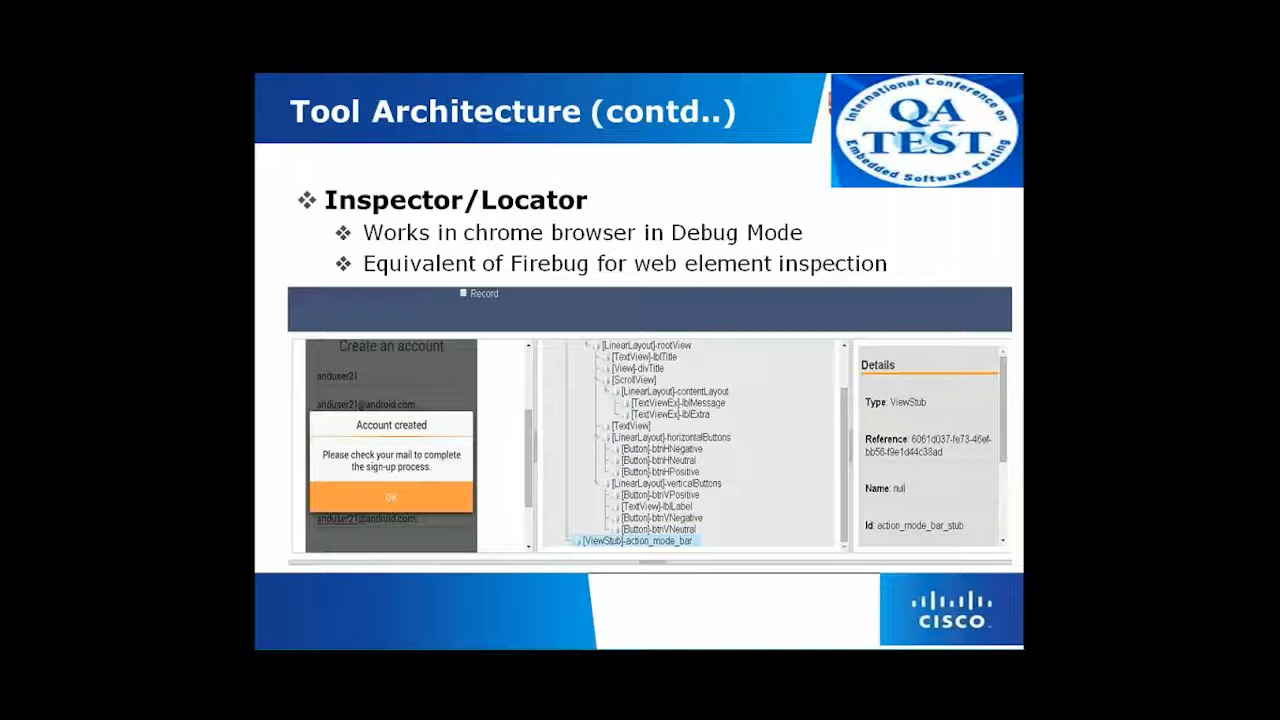 Tool Architecture (contd..)
International Conference on
QA
TEST
Embedded Software Testing
Inspector/Locator
Works in chrome browser in Debug Mode
Equivalent of Firebug for web element inspection
Record
Create an account
anduser21
anduser21@android.com
Account created
Please check your mail to complete
the sign-up process.
OK
anduser21@android.com
[LinearLayout]-rootView
[TextView]-lblTitle
[View]-divTitle
[ScrollView]
[LinearLayout]-contentLayout
[TextViewEx]-lblMessage
[TextViewEx]-lblExtra
[TextView]
[LinearLayout]-horizontalButtons
[Button]-btnHNegative
[Button]-btnHNeutral
[Button]-btnHPositive
[LinearLayout]-verticalButtons
[Button]-btnVPositive
[TextView]-lblLabel
[Button]-btnVNegative
[Button]-btnVNeutral
[ViewStub]-action_mode_bar...
Details
Type: ViewStub
Reference: 6061d037-fe73-46ef-
bb56-f9e1d44c38ad
Name: null
Id: action_mode_bar_stub
CISCO